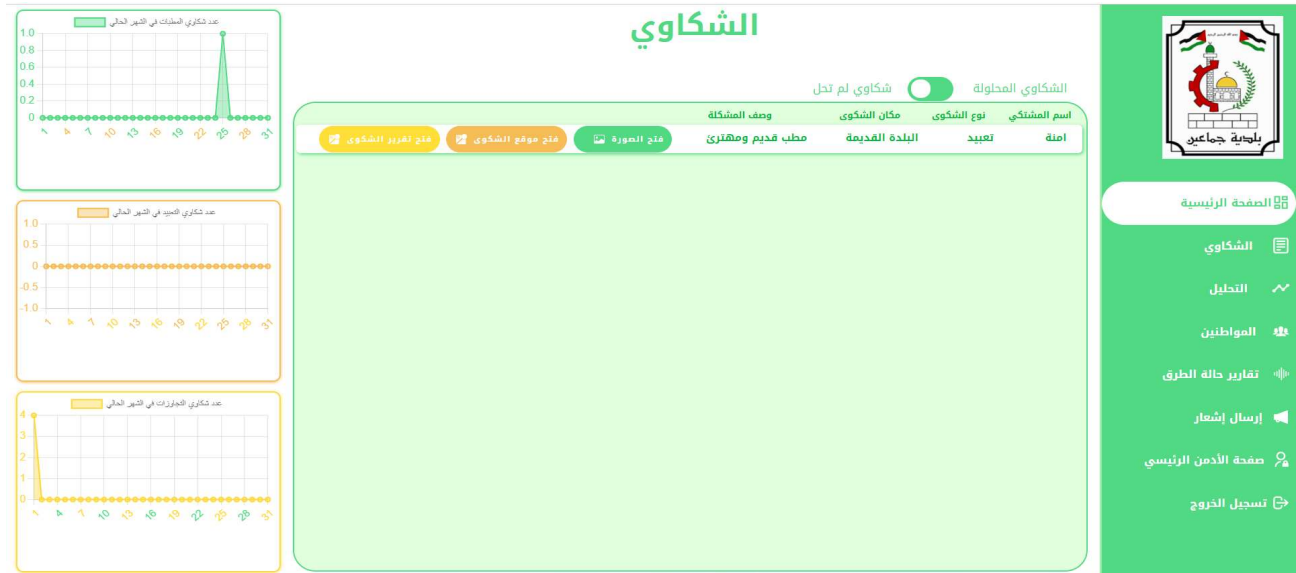 بلدية جماعين
الصفحة الرئيسية
الشكاوي
التحليل
المواطنين
تقارير حالة الطرق
إرسال إشعار
صفحة الأدمن الرئيسي
تسجيل الخروج
الشكاوي
الشكاوي المحلولة شكاوي لم تحل
اسم المشتكي نوع الشكوى مكان الشكوى وصف المشكلة
امنة تعبيد البلدة القديمة مطب قديم ومهترئ فتح الصورة فتح موقع الشكوى فتح تقرير الشكوى
عدد شكاوي المطبات في الشهر الحالي
1.0
0.8
0.6
0.4
0.2
0
1 4 7 10 13 16 19 22 25 28 31
عدد شكاوي التعبيد في الشهر الحالي
1.0
0.5
0
-0.5
-1.0
1 4 7 10 13 16 19 22 25 28 31
عدد شكاوي التجاوزات في الشهر الحالي
4
3
2
1
0
1 4 7 10 13 16 19 22 25 28 31